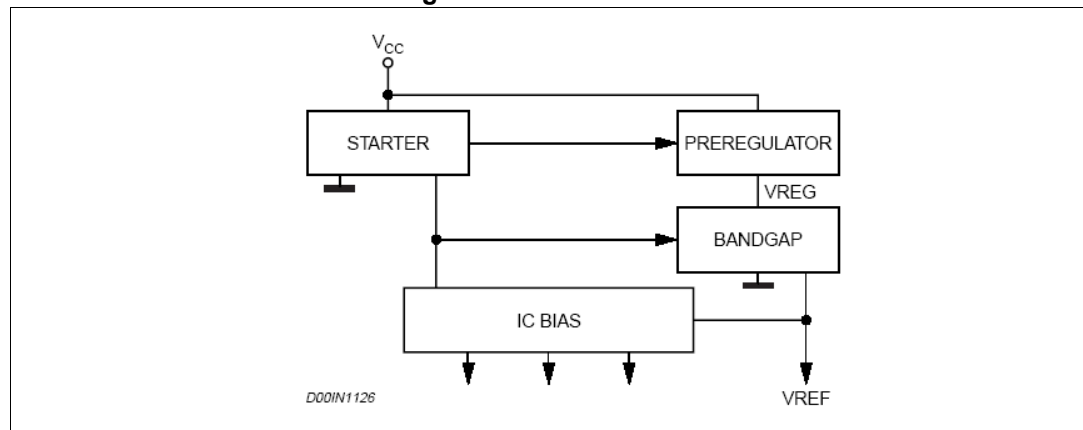 V_CC
STARTER
PREREGULATOR
VREG
BANDGAP
IC BIAS
D00IN1126
VREF